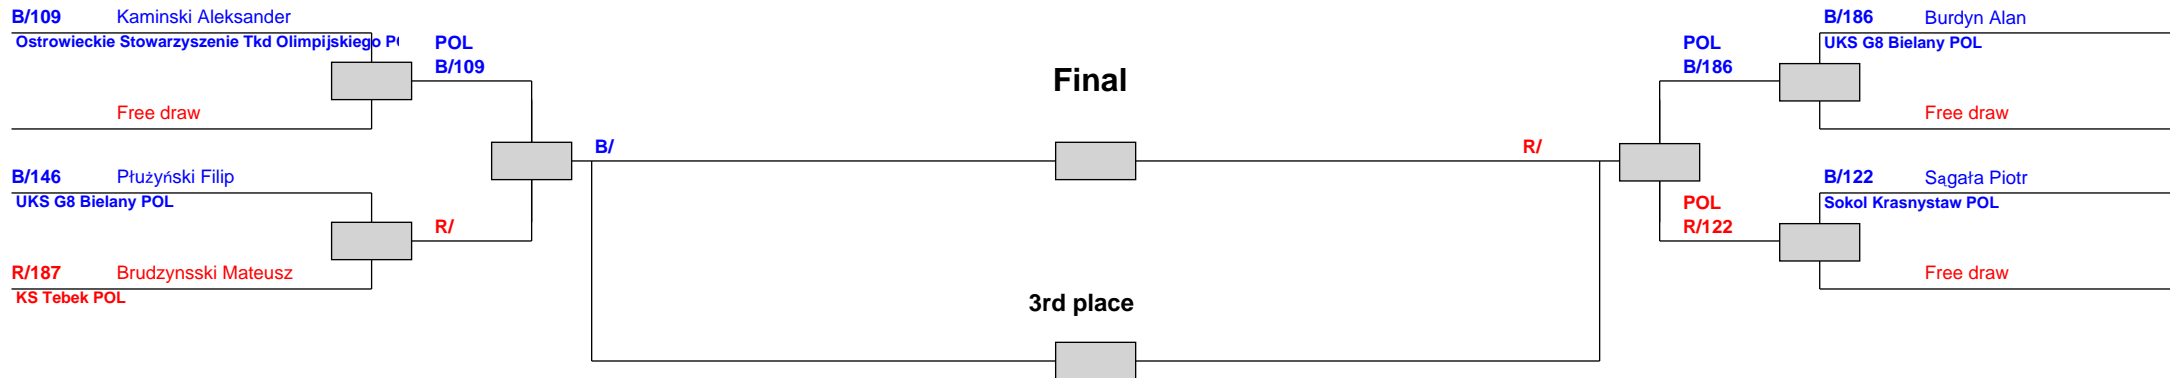 B/109 Kaminski Aleksander
Ostrowieckie Stowarzyszenie Tkd Olimpijskiego
POL
B/109
Free draw
B/146 Płużyński Filip
UKS G8 Bielany POL
R/
R/187 Brudzynsski Mateusz
KS Tebek POL
B/
Final
3rd place
R/
POL
B/186
POL
R/122
B/186 Burdyn Alan
UKS G8 Bielany POL
Free draw
B/122 Sągała Piotr
Sokol Krasnystaw POL
Free draw